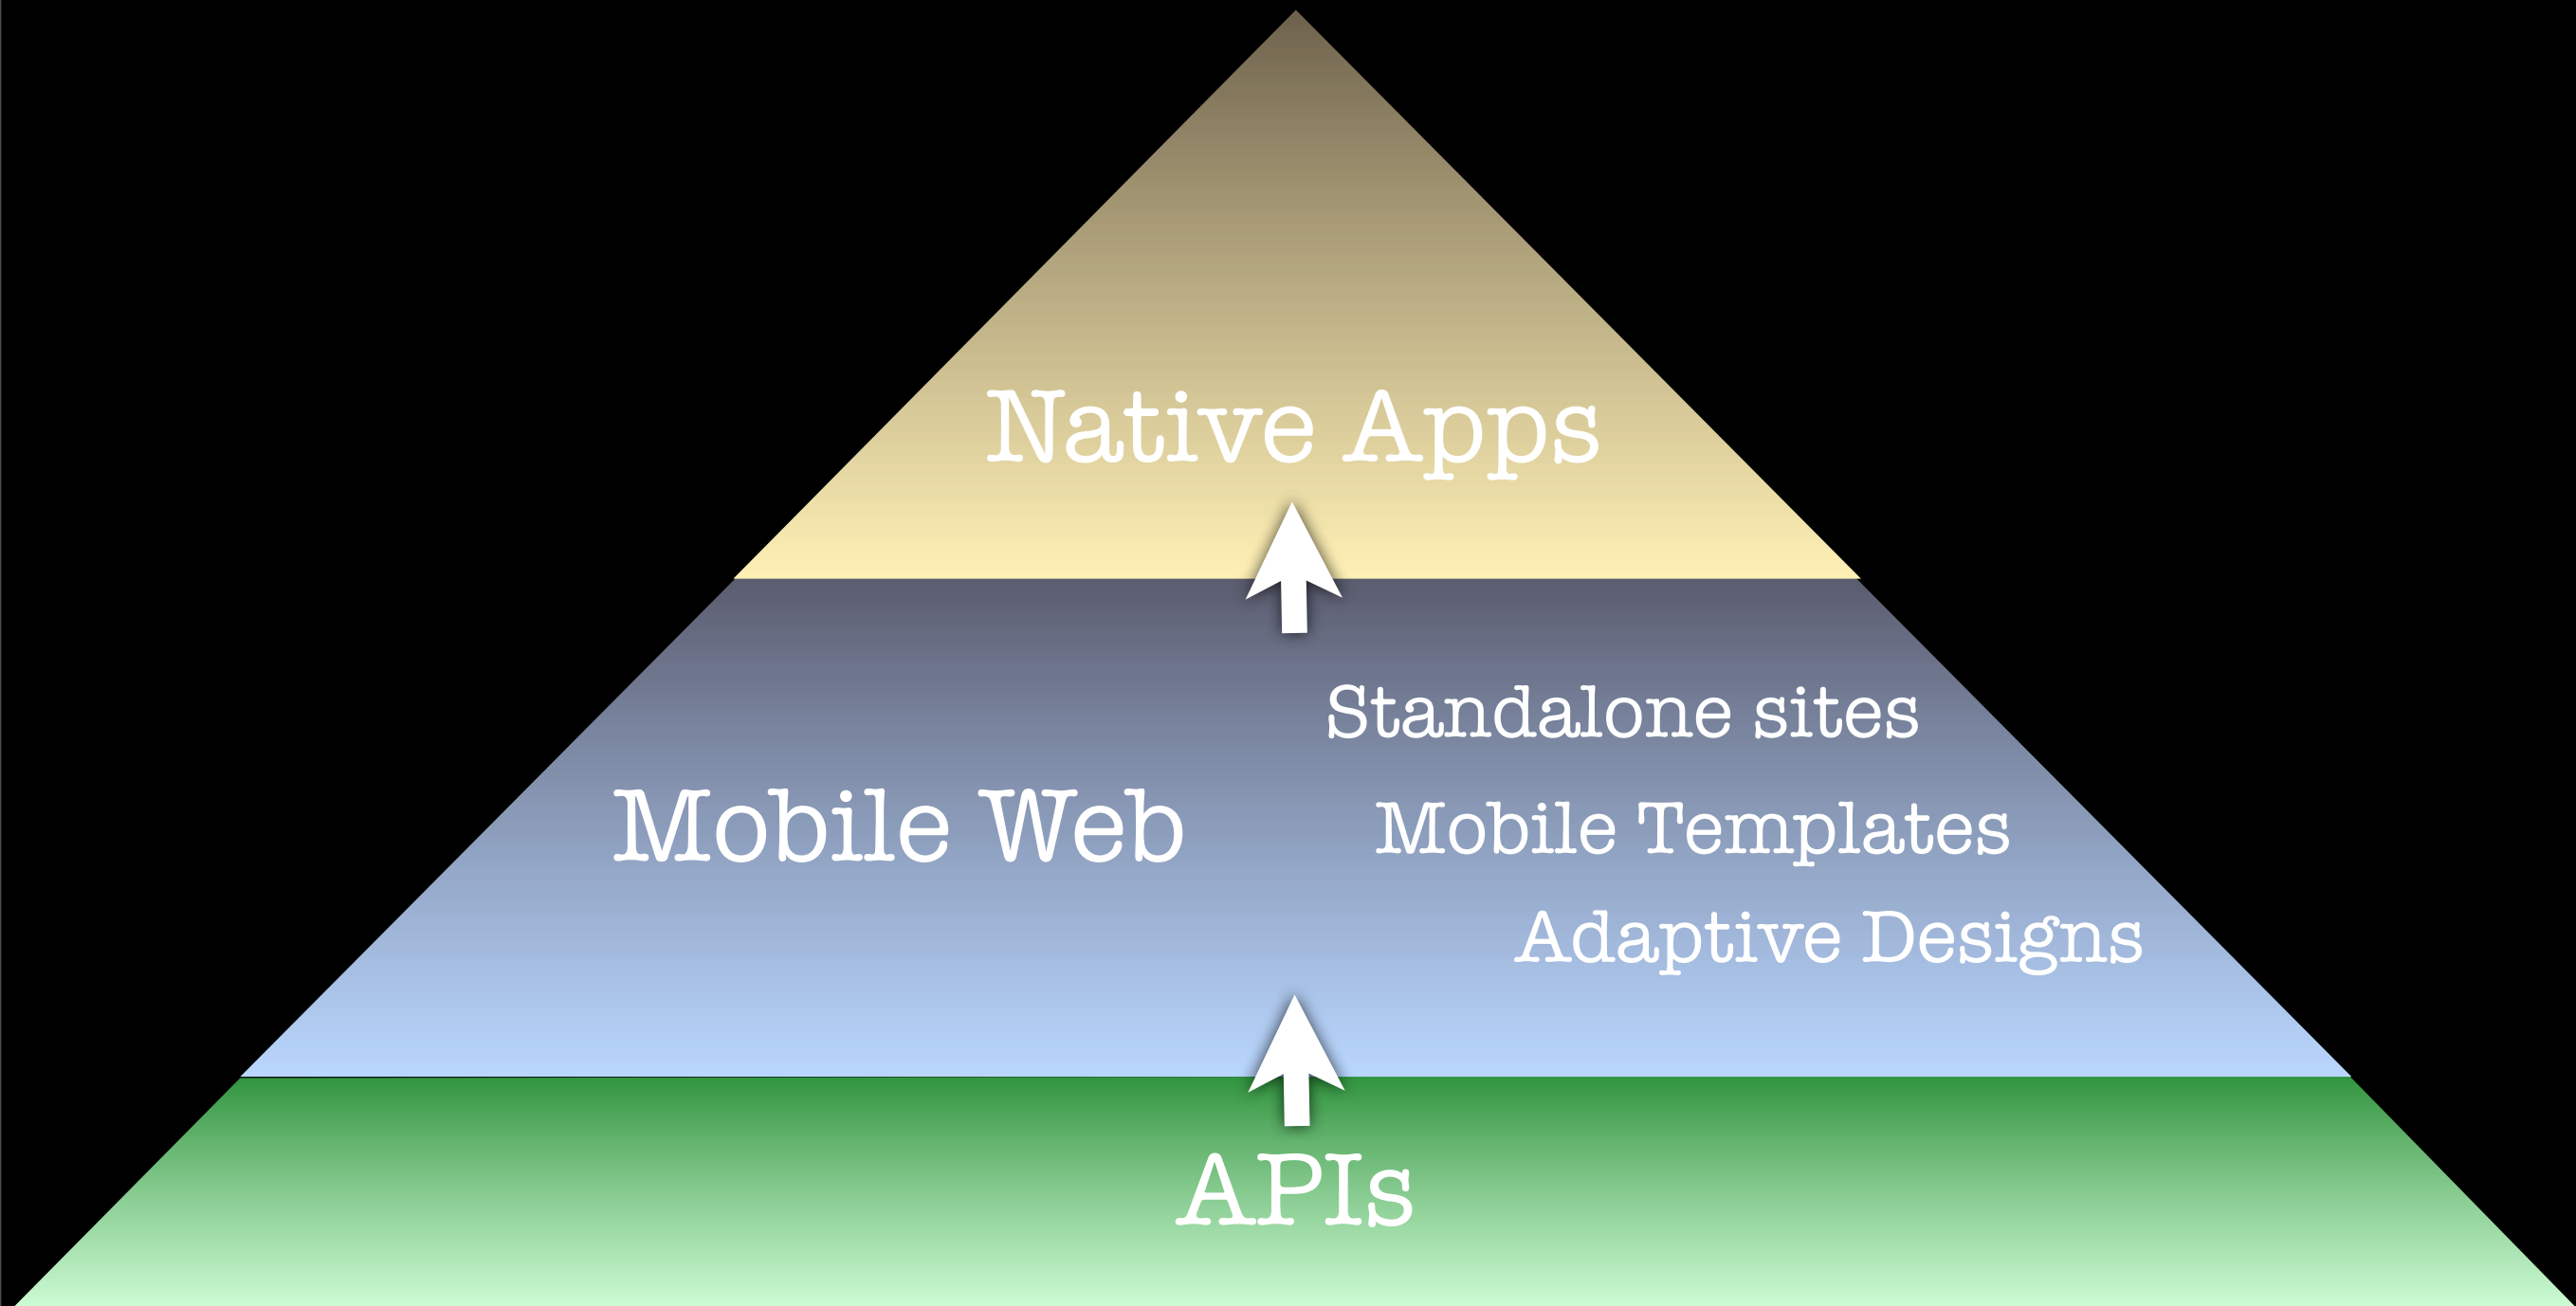 Native Apps
Standalone sites
Mobile Web
Mobile Templates
Adaptive Designs
APIs